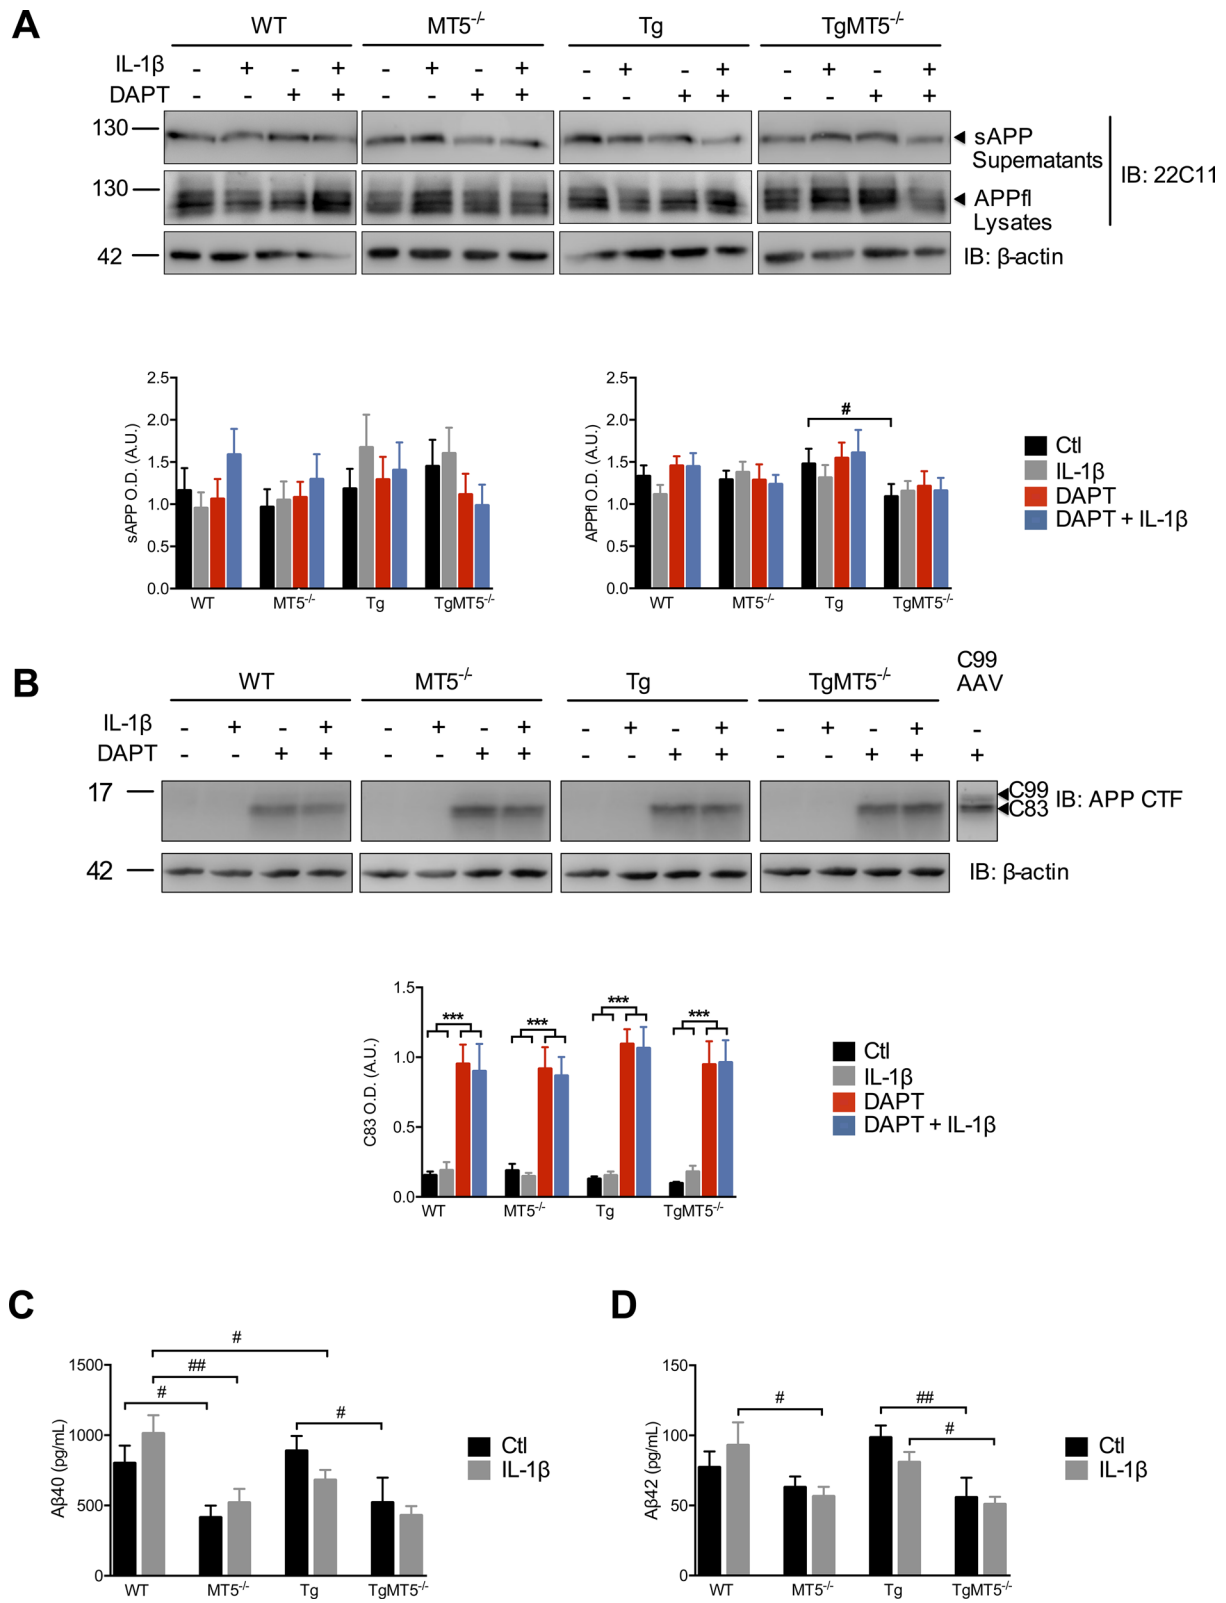 A
WT MT5-/- Tg TgMT5-/-
IL-1β - + - + - + - + - + - + - + - +
DAPT - - + + - - + + - - + + - - + +
130
sAPP
Supematants
130
APPfl
Lysates
IB: 22C11
42
IB: β-actin
2.5
2.0
1.5
1.0
0.5
0.0
sAPP O.D. (A.U.)
WT MT5-/- Tg TgMT5-/-
2.5
2.0
1.5
1.0
0.5
0.0
APPfl O.D. (A.U.)
#
WT MT5-/- Tg TgMT5-/-
Ctl
IL-1β
DAPT
DAPT + IL-1β
B
WT MT5-/- Tg TgMT5-/- C99
AAV
IL-1β - + - + - + - + - + - + - + - + -
DAPT - - + + - - + + - - + + - - + + +
17
C99
C83
IB: APP CTF
42
IB: β-actin
1.5
1.0
0.5
0.0
C83 O.D. (A.U.)
*** *** *** ***
WT MT5-/- Tg TgMT5-/-
Ctl
IL-1β
DAPT
DAPT + IL-1β
C
#
##
#
#
1500
1000
500
0
Aβ40 (pg/mL)
WT MT5-/- Tg TgMT5-/-
Ctl
IL-1β
D
#
##
#
150
100
50
0
Aβ42 (pg/mL)
WT MT5-/- Tg TgMT5-/-
Ctl
IL-1β